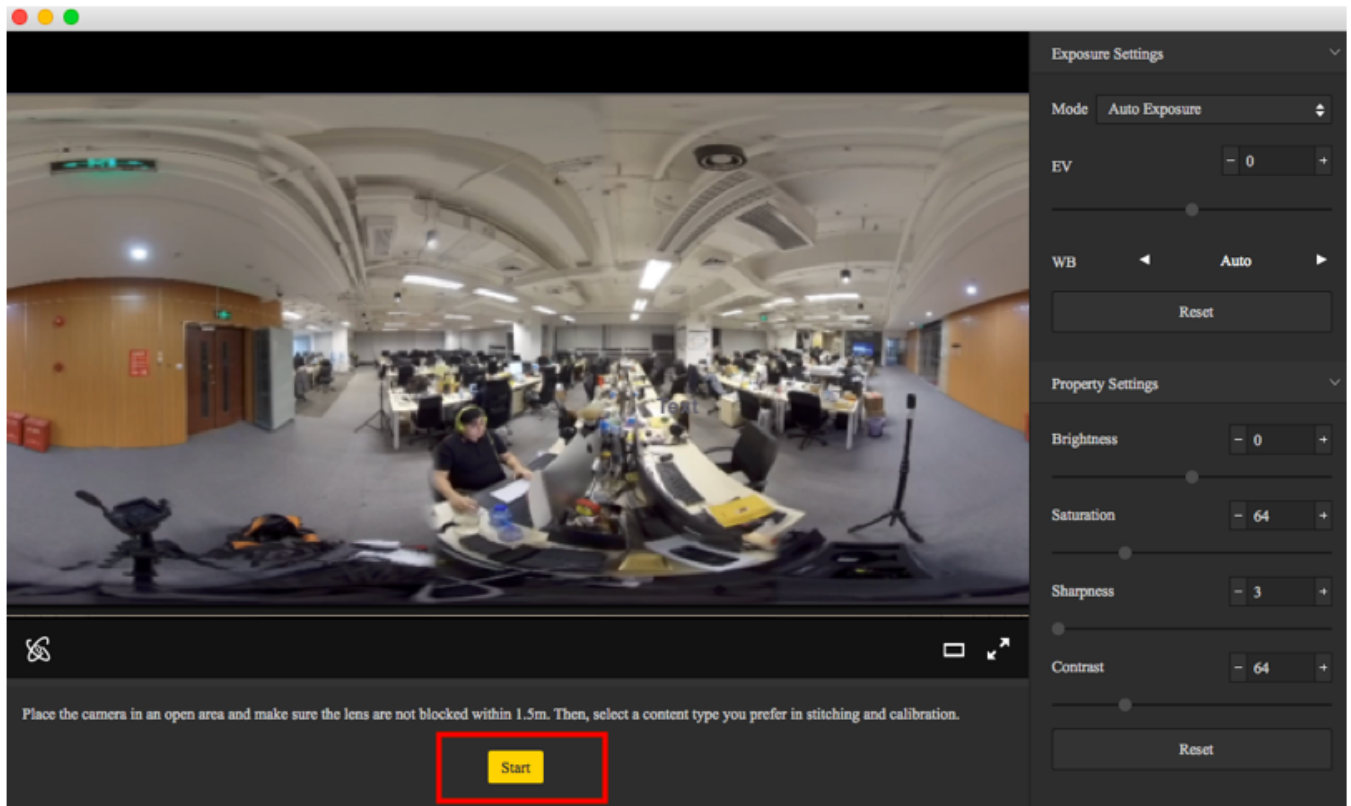 Exposure Settings
Mode Auto Exposure
EV - 0 +
WB Auto
Reset
Property Settings
Brightness - 0 +
Saturation - 64 +
Sharpness - 3 +
Contrast - 64 +
Reset
Text
Place the camera in an open area and make sure the lens are not blocked within 1.5m. Then, select a content type you prefer in stitching and calibration.
Start